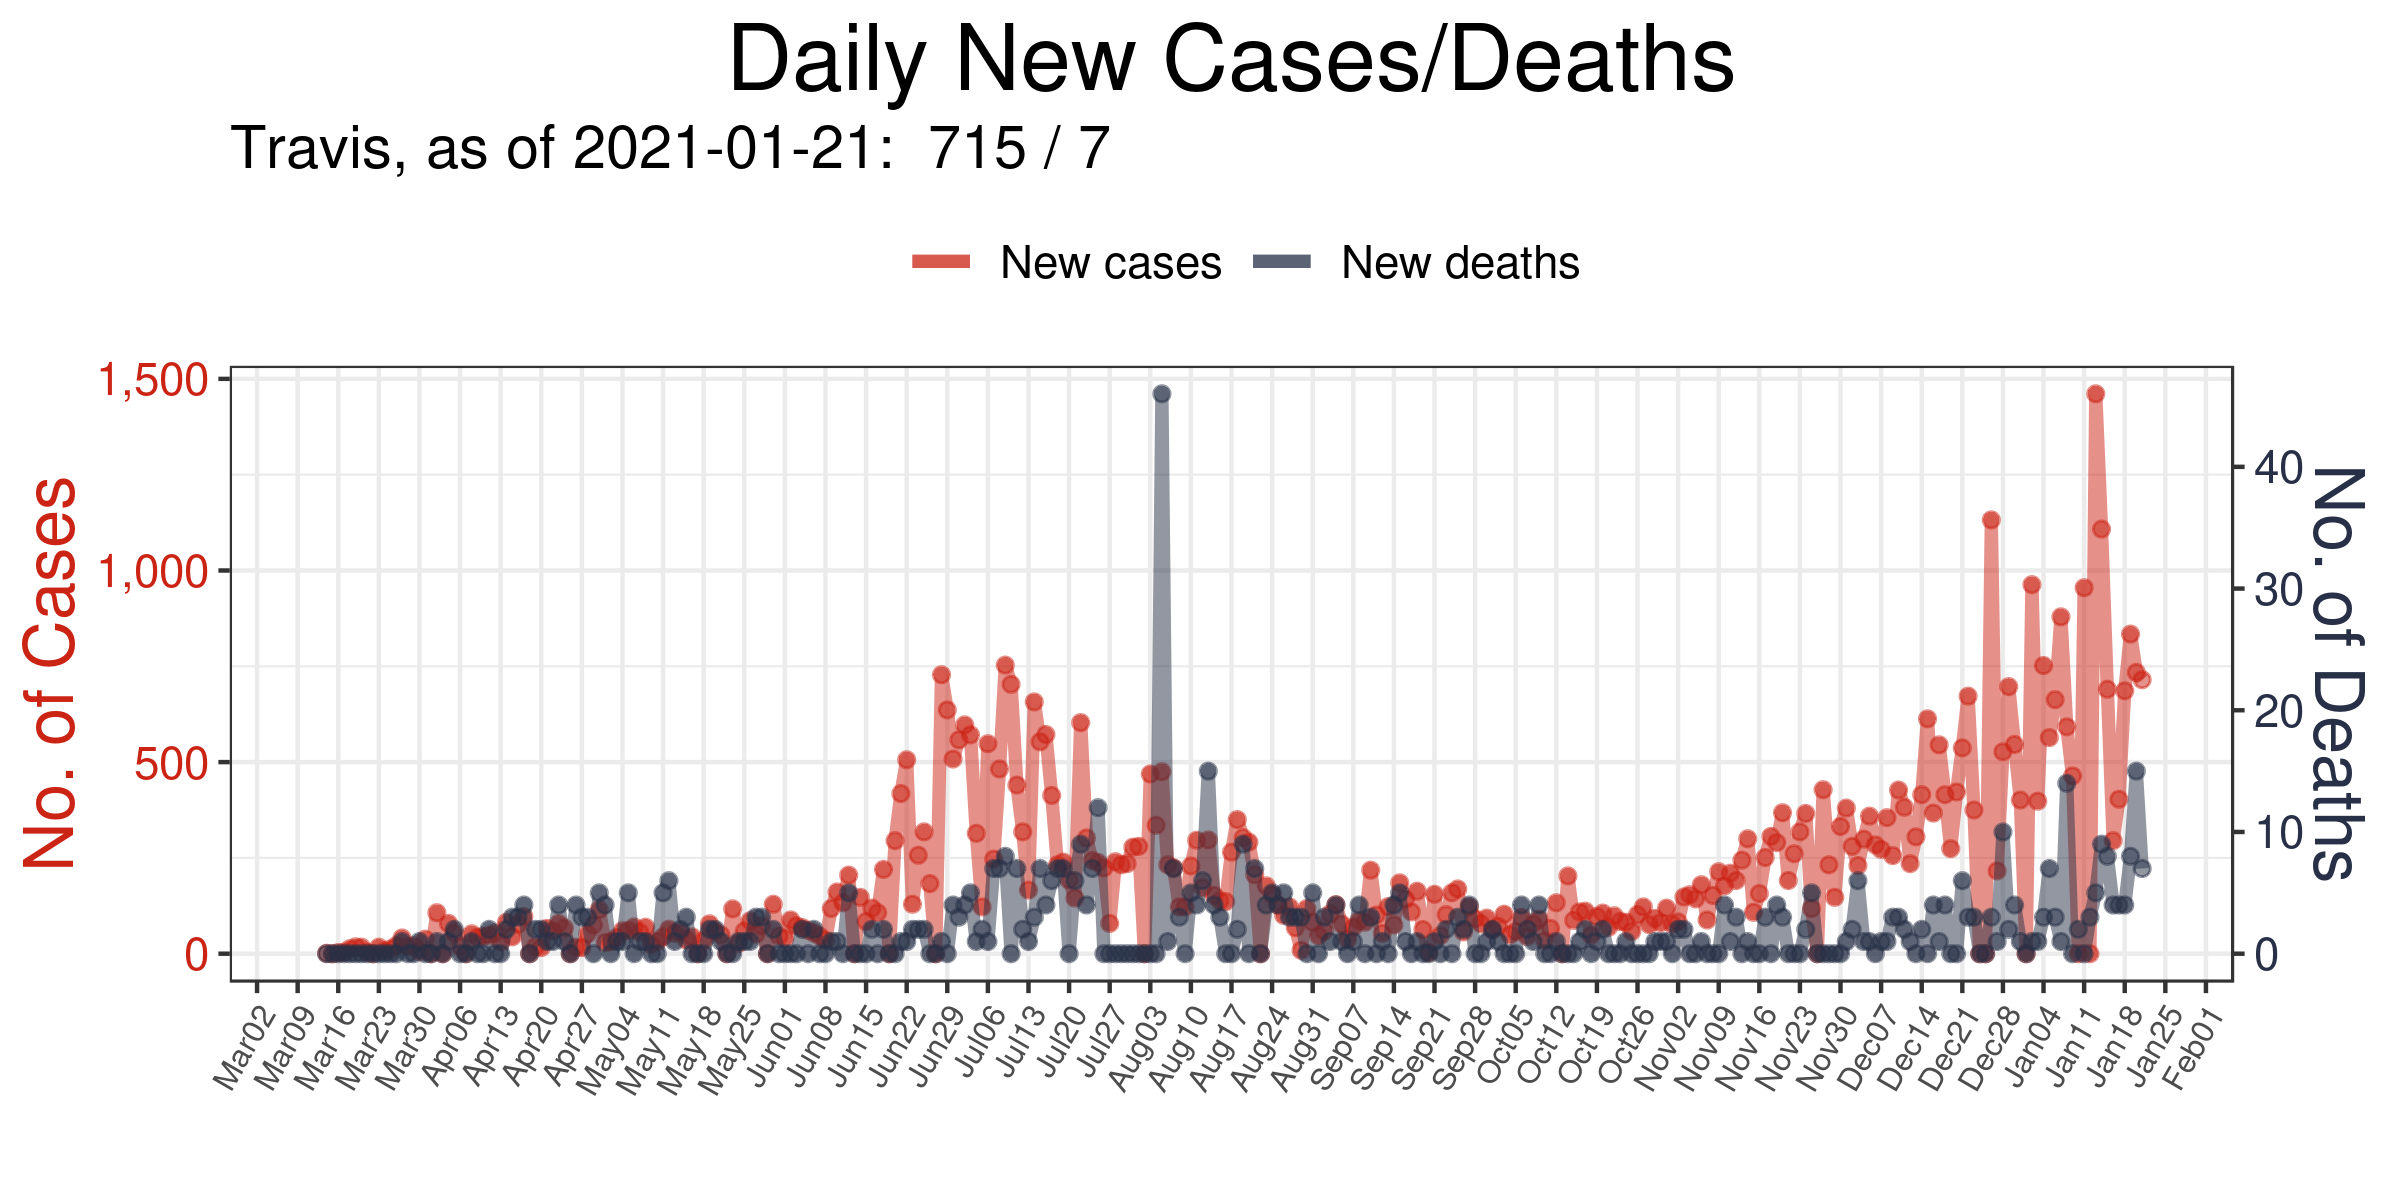 Daily New Cases/Deaths
Travis, as of 2021-01-21:  715 / 7
New cases New deaths
No. of Cases
1,500
1,000
500
0
No. of Deaths
40
30
20
10
0
Mar02 Mar09 Mar16 Mar23 Mar30 Apr06 Apr13 Apr20 Apr27 May04 May11 May18 May25 Jun01 Jun08 Jun15 Jun22 Jun29 Jul06 Jul13 Jul20 Jul27 Aug03 Aug10 Aug17 Aug24 Aug31 Sep07 Sep14 Sep21 Sep28 Oct05 Oct12 Oct19 Oct26 Nov02 Nov09 Nov16 Nov23 Nov30 Dec07 Dec14 Dec21 Dec28 Jan04 Jan11 Jan18 Jan25 Feb01